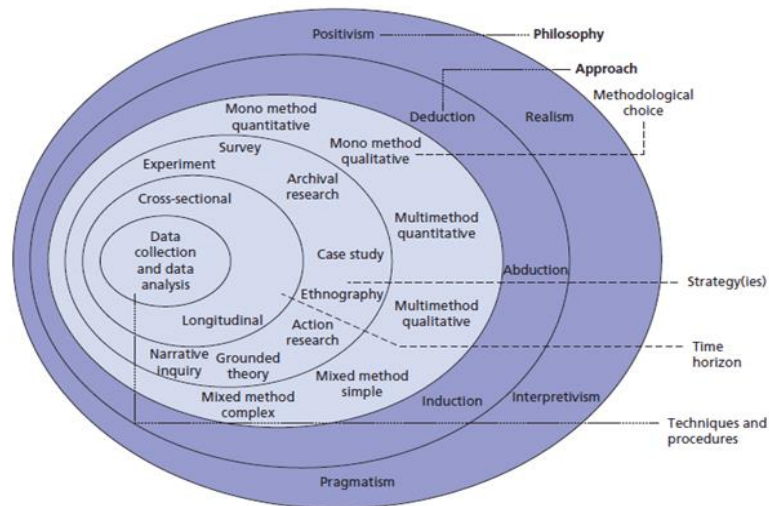 Positivism
Philosophy
Approach
Methodological
choice
Mono method
quantitative
Deduction
Realism
Survey
Mono method
qualitative
Experiment
Archival
research
Cross-sectional
Multimethod
quantitative
Data
collection
and data
analysis
Case study
Abduction
Strategy(ies)
Ethnography
Multimethod
qualitative
Longitudinal
Action
research
Time
horizon
Narrative
inquiry
Grounded
theory
Mixed method
simple
Mixed method
complex
Induction
Interpretivism
Techniques and
procedures
Pragmatism